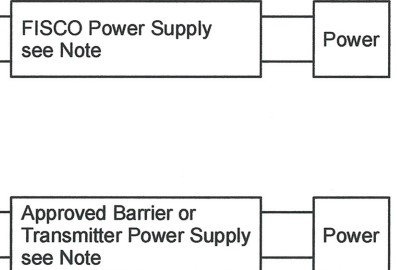 FISCO Power Supply
see Note
Power
Approved Barrier or
Transmitter Power Supply
see Note
Power